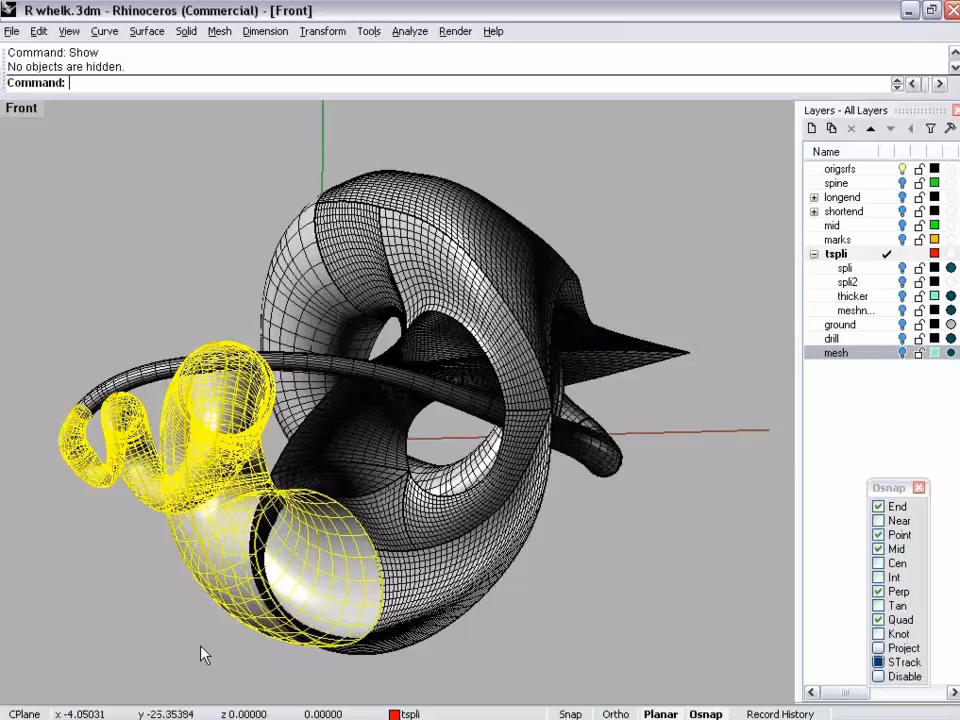 R whelk.3dm - Rhinoceros (Commercial) - [Front]
File Edit View Curve Surface Solid Mesh Dimension Transform Tools Analyze Render Help
Command: Show
No objects are hidden.
Command:
Front
Layers - All Layers
Name
origsrfs
spine
longend
shortend
mid
marks
tspli
spli
spli2
thicker
meshn...
ground
drill
mesh
Osnap
End
Near
Point
Mid
Cen
Int
Perp
Tan
Quad
Knot
Project
STrack
Disable
CPlane x -4.05031 y -25.35384 z 0.00000 0.00000 tspli Snap Ortho Planar Osnap Record History